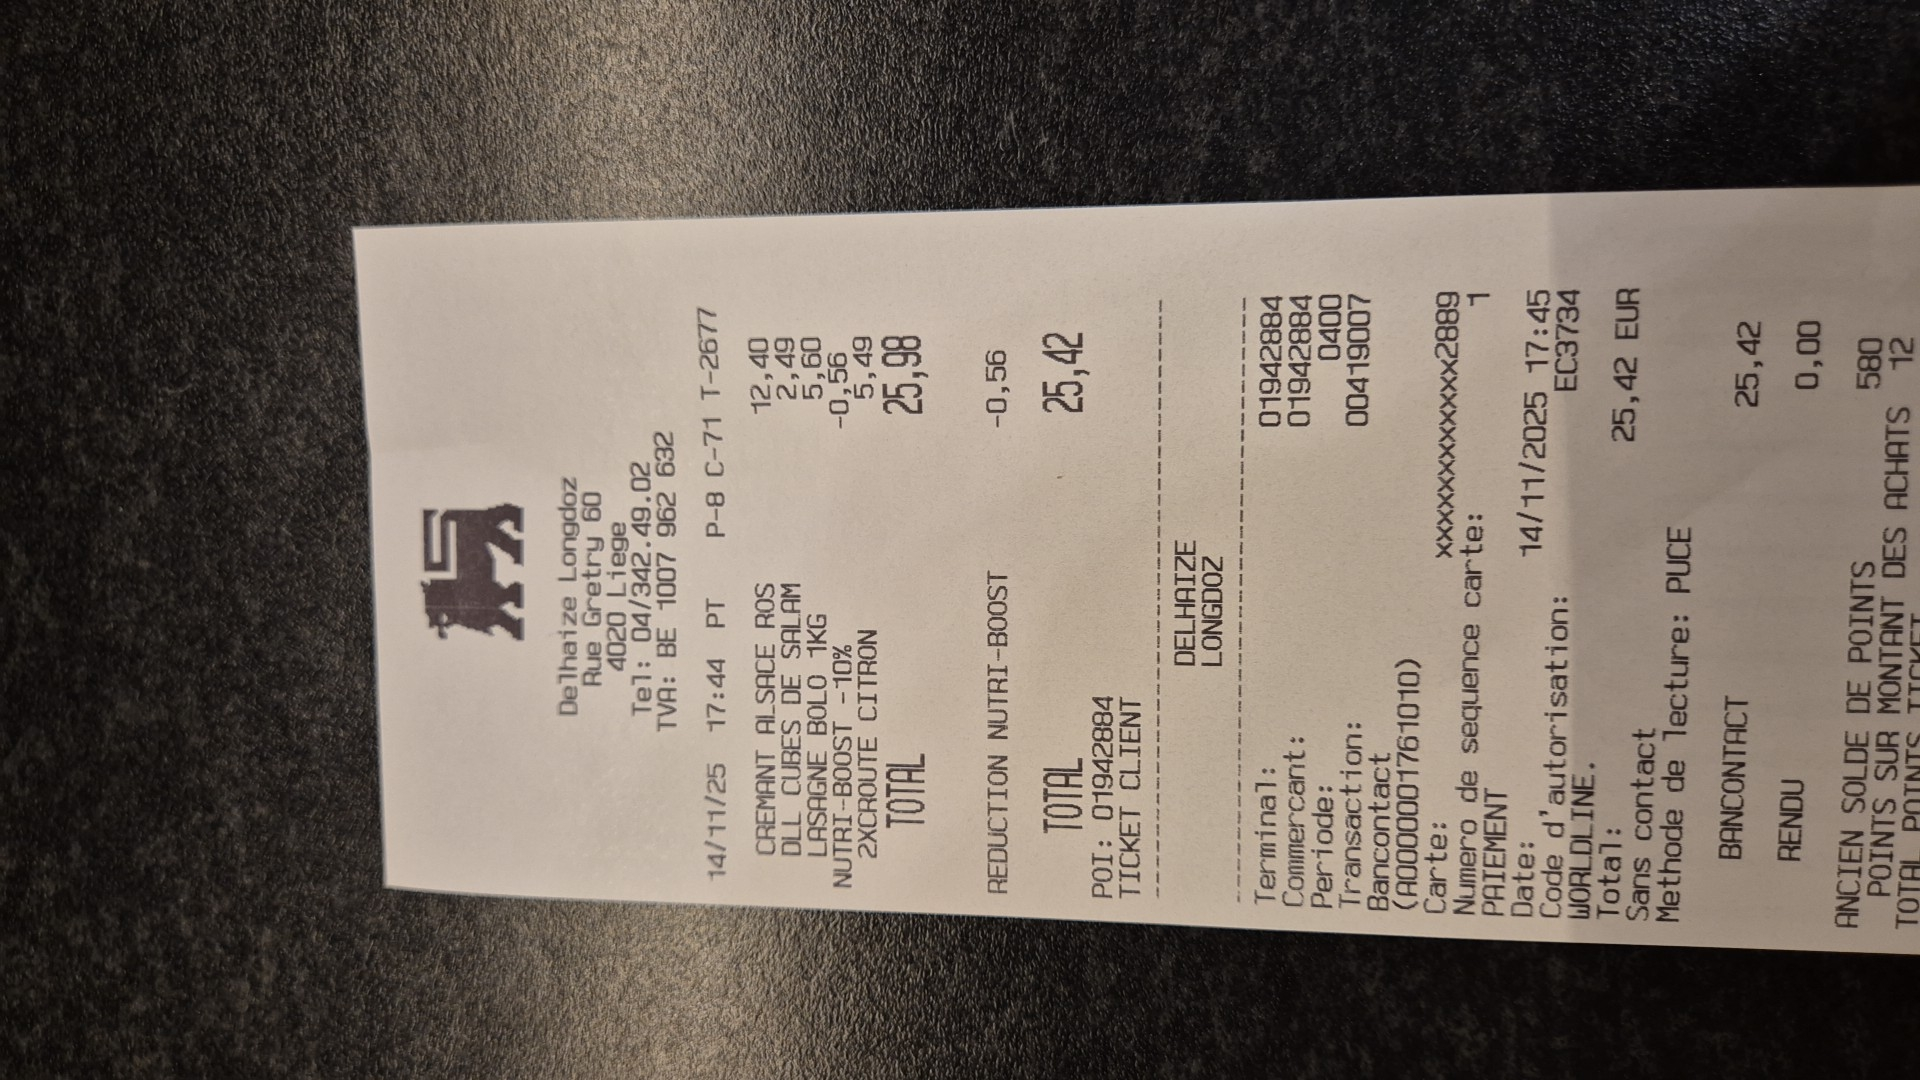 Delhaize Longdoz
Rue Gretry 60
4020 Liege
Tel: 04/342.49.02
TVA: BE 1007 962 632
14/11/25 17:44 PT P-8 C-71 T-2677
CREMANT ALSACE ROS 12,40
DLL CUBES DE SALAM 2,49
LASAGNE BOLO 1KG 5,60
NUTRI-BOOST -10% -0,56
2XCROUTE CITRON 5,49
TOTAL 25,98
REDUCTION NUTRI-BOOST -0,56
TOTAL 25,42
POI: 01942884
TICKET CLIENT
DELHAIZE
LONGDOZ
Terminal: 01942884
Commercant: 01942884
Periode: 0400
Transaction: 00419007
Bancontact
(A0000001761010)
Carte: xxxxxxxxxxxxx2889
Numero de sequence carte: 1
PAIEMENT
Date: 14/11/2025 17:45
Code d'autorisation: EC3734
WORLDLINE.
Total: 25,42 EUR
Sans contact
Methode de lecture: PUCE
BANCONTACT 25,42
RENDU 0,00
ANCIEN SOLDE DE POINTS 580
POINTS SUR MONTANT DES ACHATS 12
TOTAL POINTS TICKET